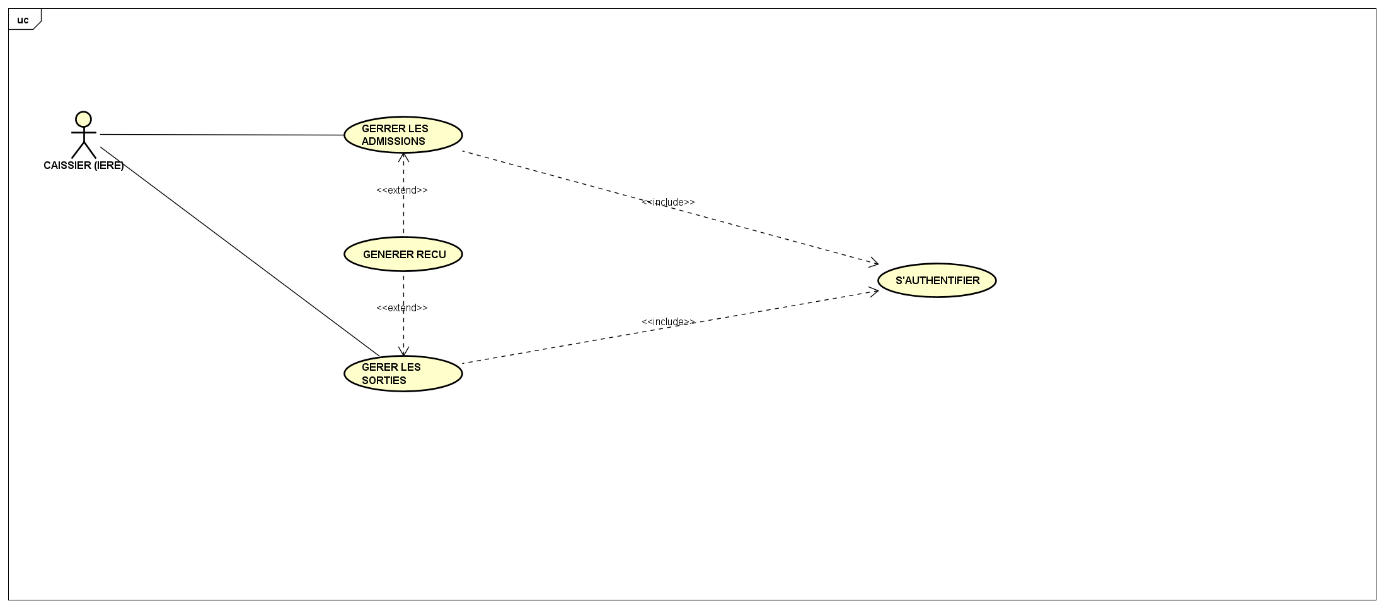 uc
CAISSIER (IERE)
GERRER LES
ADMISSIONS
<<extend>>
<<include>>
GENERER RECU
S'AUTHENTIFIER
<<extend>>
<<include>>
GERER LES
SORTIES